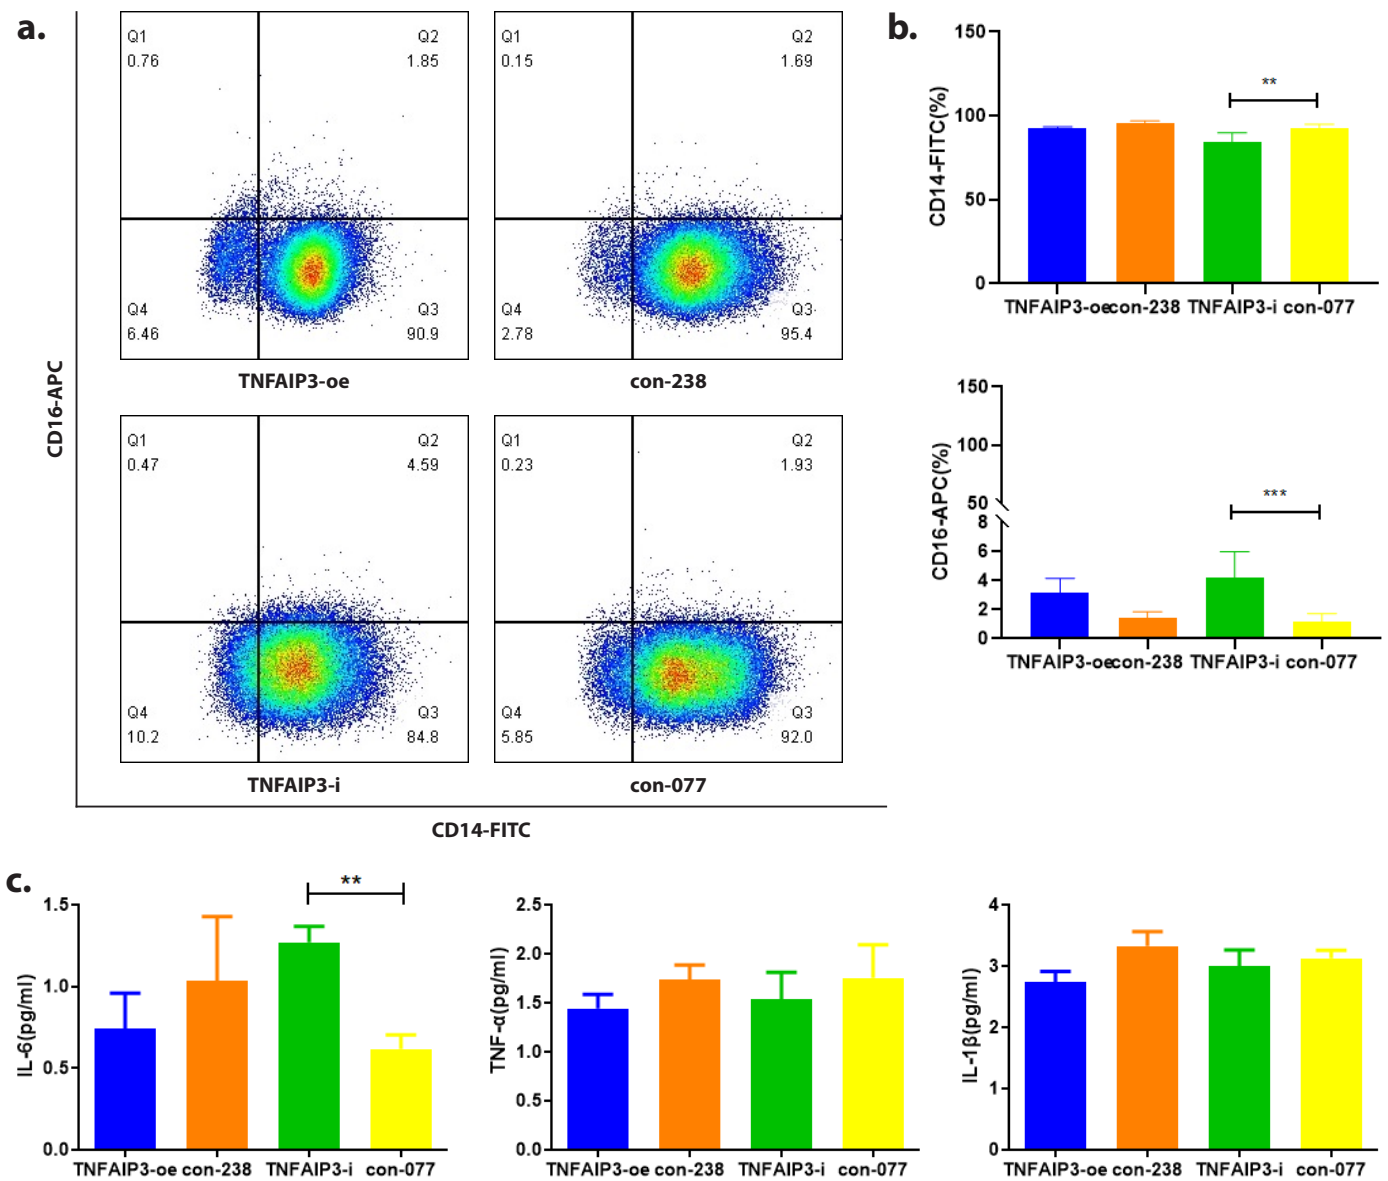 a.
Q1
0.76
Q2
1.85
Q4
6.46
Q3
90.9
TNFAIP3-oe
Q1
0.15
Q2
1.69
Q4
2.78
Q3
95.4
con-238
Q1
0.47
Q2
4.59
Q4
10.2
Q3
84.8
TNFAIP3-i
Q1
0.23
Q2
1.93
Q4
5.85
Q3
92.0
con-077
CD16-APC
CD14-FITC
b.
CD14-FITC(%)
150
100
50
0
**
TNFAIP3-oe con-238 TNFAIP3-i con-077
CD16-APC(%)
150
100
50
8
6
4
2
0
***
TNFAIP3-oe con-238 TNFAIP3-i con-077
c.
IL-6(pg/ml)
1.5
1.0
0.5
0.0
**
TNFAIP3-oe con-238 TNFAIP3-i con-077
TNF-α(pg/ml)
2.5
2.0
1.5
1.0
0.5
0.0
TNFAIP3-oe con-238 TNFAIP3-i con-077
IL-1β(pg/ml)
4
3
2
1
0
TNFAIP3-oe con-238 TNFAIP3-i con-077